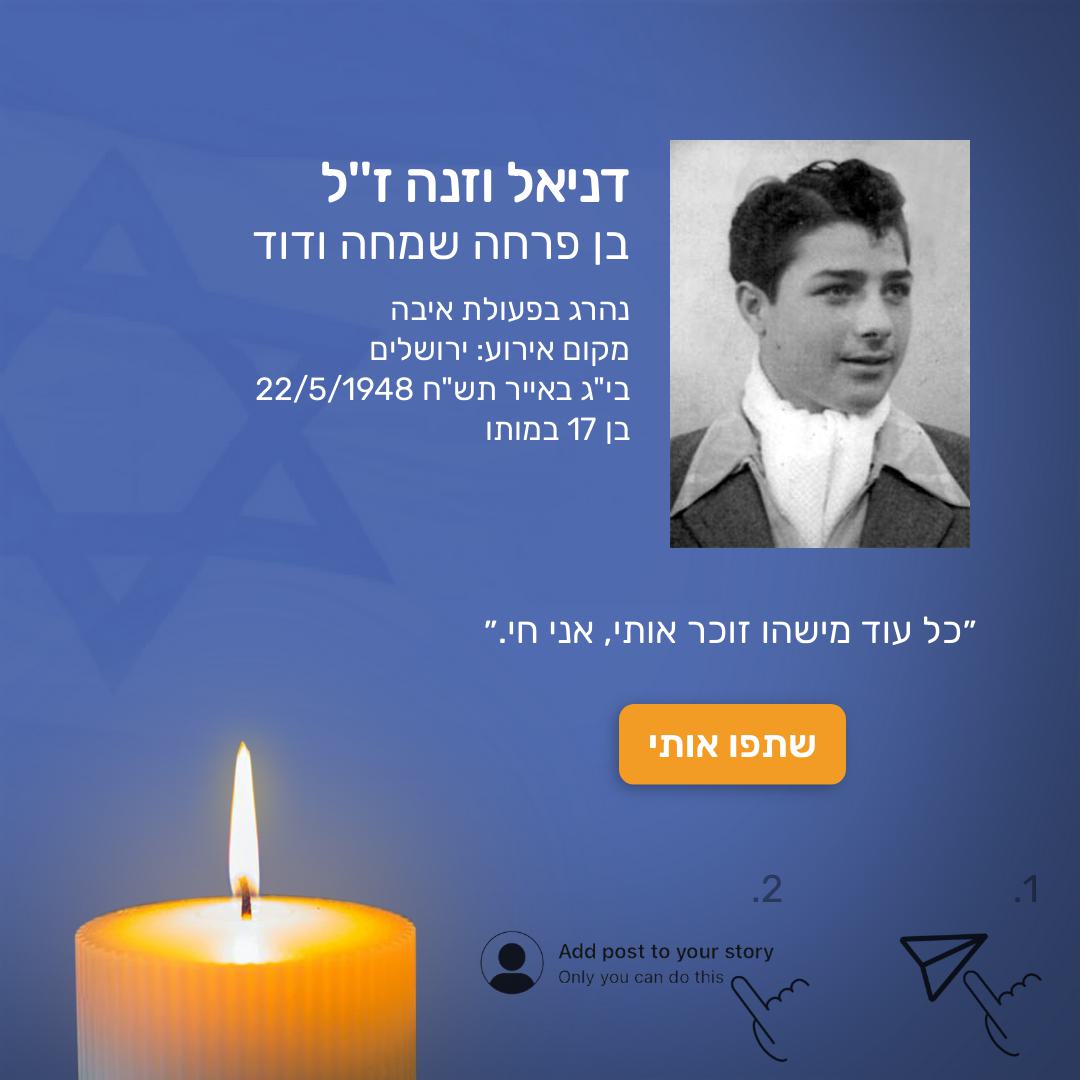 דניאל וזנה ז"ל
בן פרחה שמחה ודוד
נהרג בפעולת איבה
מקום אירוע: ירושלים
בי"ג באייר תש"ח 22/5/1948
בן 17 במותו
״כל עוד מישהו זוכר אותי, אני חי.״
שתפו אותי
1.
2.
Add post to your story
Only you can do this